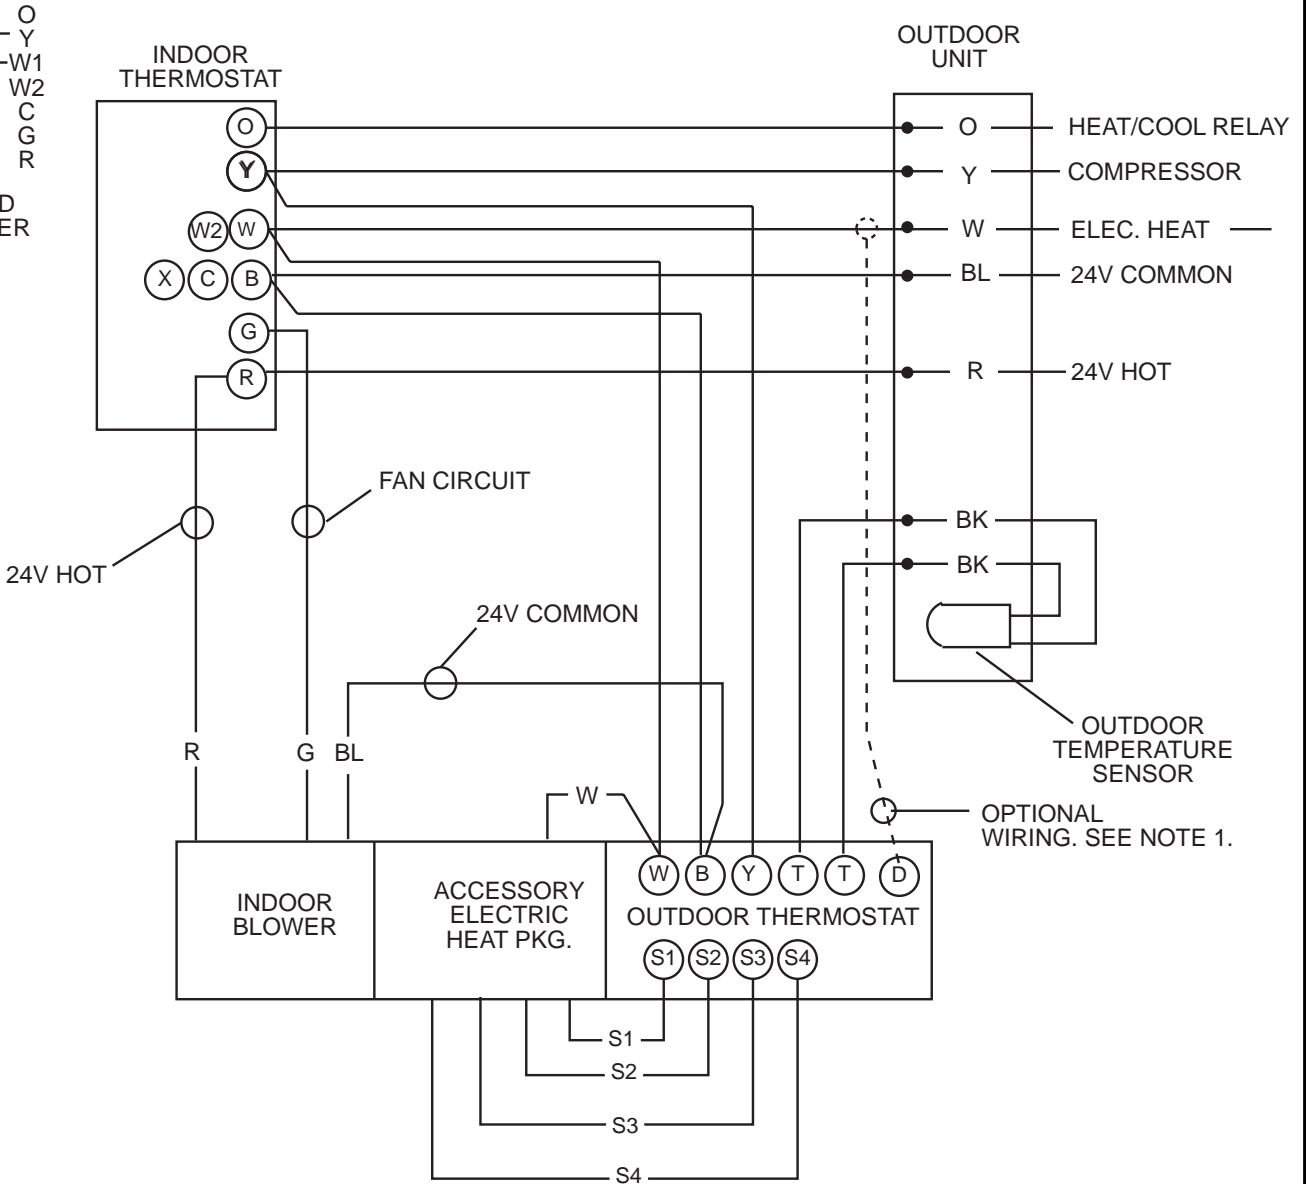 O
Y
W1
W2
C
G
R
D
ER
INDOOR
THERMOSTAT
OUTDOOR
UNIT
O O HEAT/COOL RELAY
Y Y COMPRESSOR
W2 W W ELEC. HEAT
X C B BL 24V COMMON
G
R R 24V HOT
FAN CIRCUIT
BK
BK
24V HOT
24V COMMON
OUTDOOR
TEMPERATURE
SENSOR
R G BL
W
OPTIONAL
WIRING. SEE NOTE 1.
INDOOR
BLOWER
ACCESSORY
ELECTRIC
HEAT PKG.
W B Y T T D
OUTDOOR THERMOSTAT
S1 S2 S3 S4
S1
S2
S3
S4